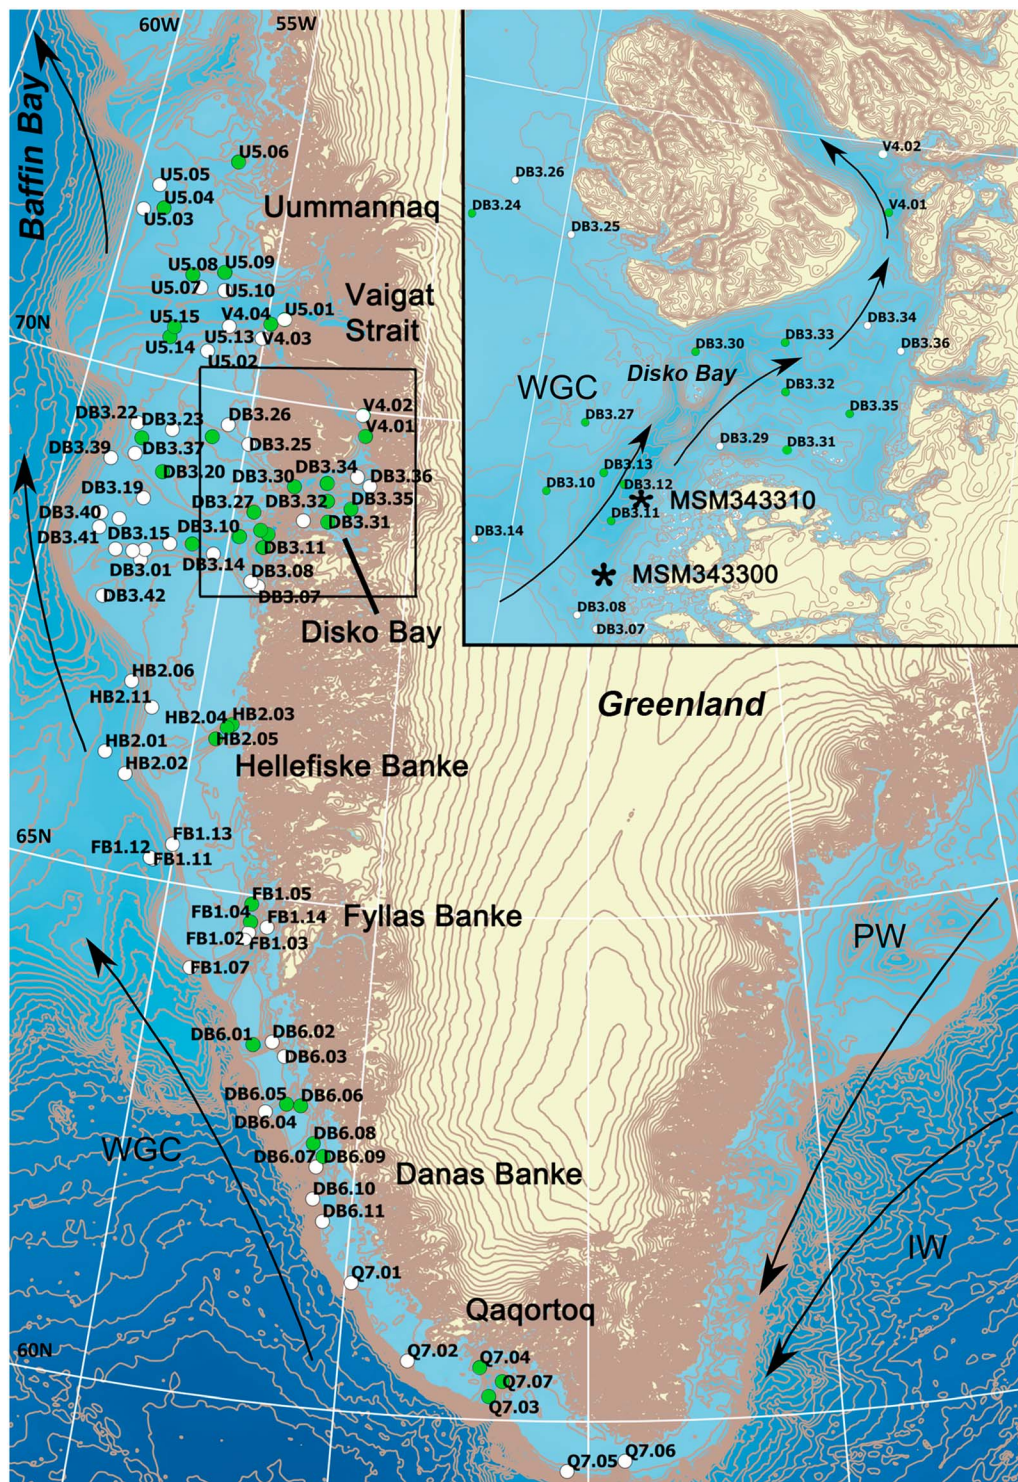 60W
55W
Baffin Bay
U5.06
U5.05
U5.04
U5.03
Uummannaq
U5.08
U5.09
U5.07
U5.10
Vaigat
Strait
V4.04
U5.01
U5.15
U5.13
V4.03
U5.14
U5.02
70N
DB3.22
DB3.23
DB3.26
V4.02
V4.01
DB3.39
DB3.37
DB3.25
DB3.20
DB3.30
DB3.34
DB3.36
DB3.19
DB3.27
DB3.32
DB3.35
DB3.40
DB3.10
DB3.31
DB3.41
DB3.15
DB3.11
DB3.01
DB3.14
DB3.08
DB3.42
DB3.07
Disko Bay
V4.02
DB3.26
DB3.24
V4.01
DB3.25
DB3.33
DB3.34
DB3.30
DB3.36
Disko Bay
WGC
DB3.32
DB3.27
DB3.35
DB3.29
DB3.31
DB3.13
DB3.10
DB3.12
MSM343310
DB3.11
DB3.14
MSM343300
DB3.08
DB3.07
HB2.06
HB2.11
HB2.04
HB2.03
HB2.01
HB2.05
HB2.02
Hellefiske Banke
Greenland
65N
FB1.13
FB1.12
FB1.11
FB1.05
FB1.04
FB1.14
FB1.02
FB1.03
FB1.07
Fyllas Banke
PW
DB6.01
DB6.02
DB6.03
DB6.05
DB6.06
DB6.04
WGC
DB6.08
DB6.07
DB6.09
Danas Banke
DB6.10
DB6.11
IW
Q7.01
Qaqortoq
60N
Q7.02
Q7.04
Q7.07
Q7.03
Q7.05
Q7.06